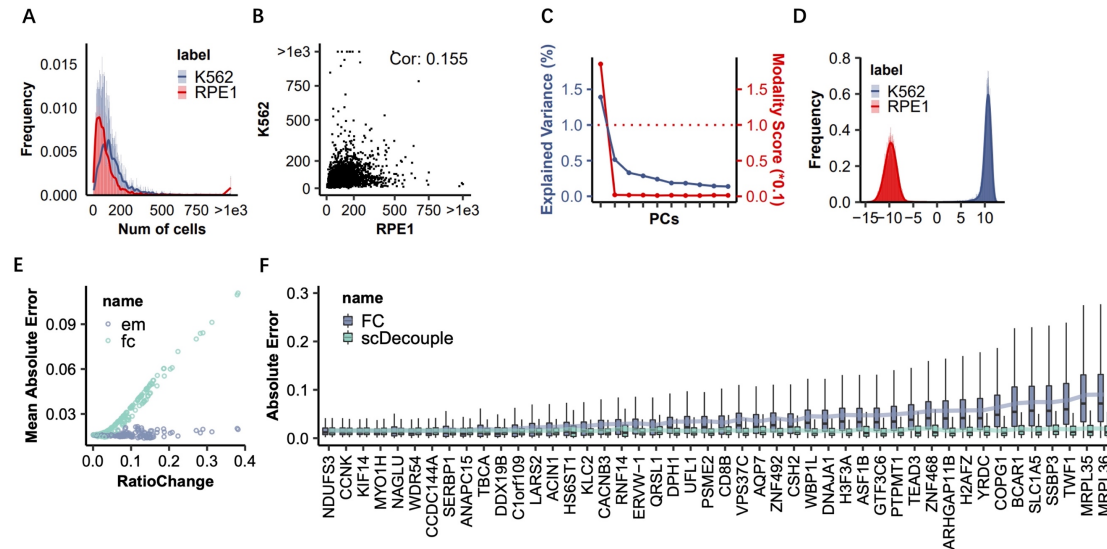 A
label
K562
RPE1
Frequency
0.015
0.010
0.005
0.000
0 200 500 750 >1e3
Num of cells
B
Cor: 0.155
K562
>1e3
750
500
200
0
0 200 500 750 >1e3
RPE1
C
Explained Variance (%)
1.5
1.0
0.5
0.0
Modality Score (*0.1)
1.5
1.0
0.5
0.0
PCs
D
label
K562
RPE1
Frequency
0.8
0.6
0.4
0.2
0.0
−15 −10 −5 0 5 10
E
name
em
fc
Mean Absolute Error
0.09
0.06
0.03
0.0 0.1 0.2 0.3 0.4
RatioChange
F
name
FC
scDecouple
Absolute Error
0.3
0.2
0.1
0.0
NDUFS3
CCNK
KIF14
MYO1H
NAGLU
WDR54
CCDC144A
SERBP1
ANAPC15
TBCA
DDX19B
C1orf109
LARS2
ACIN1
HS6ST1
KLC2
CACNB3
RNF14
ERVW−1
QRSL1
DPH1
UFL1
PSME2
CD8B
VPS37C
AQP7
ZNF492
CSH2
WBP1L
DNAJA1
H3F3A
ASF1B
GTF3C6
PTPMT1
TEAD3
ZNF468
ARHGAP11B
H2AFZ
YRDC
COPG1
BCAR1
SLC1A5
SSBP3
TWF1
MRPL35
MRPL36